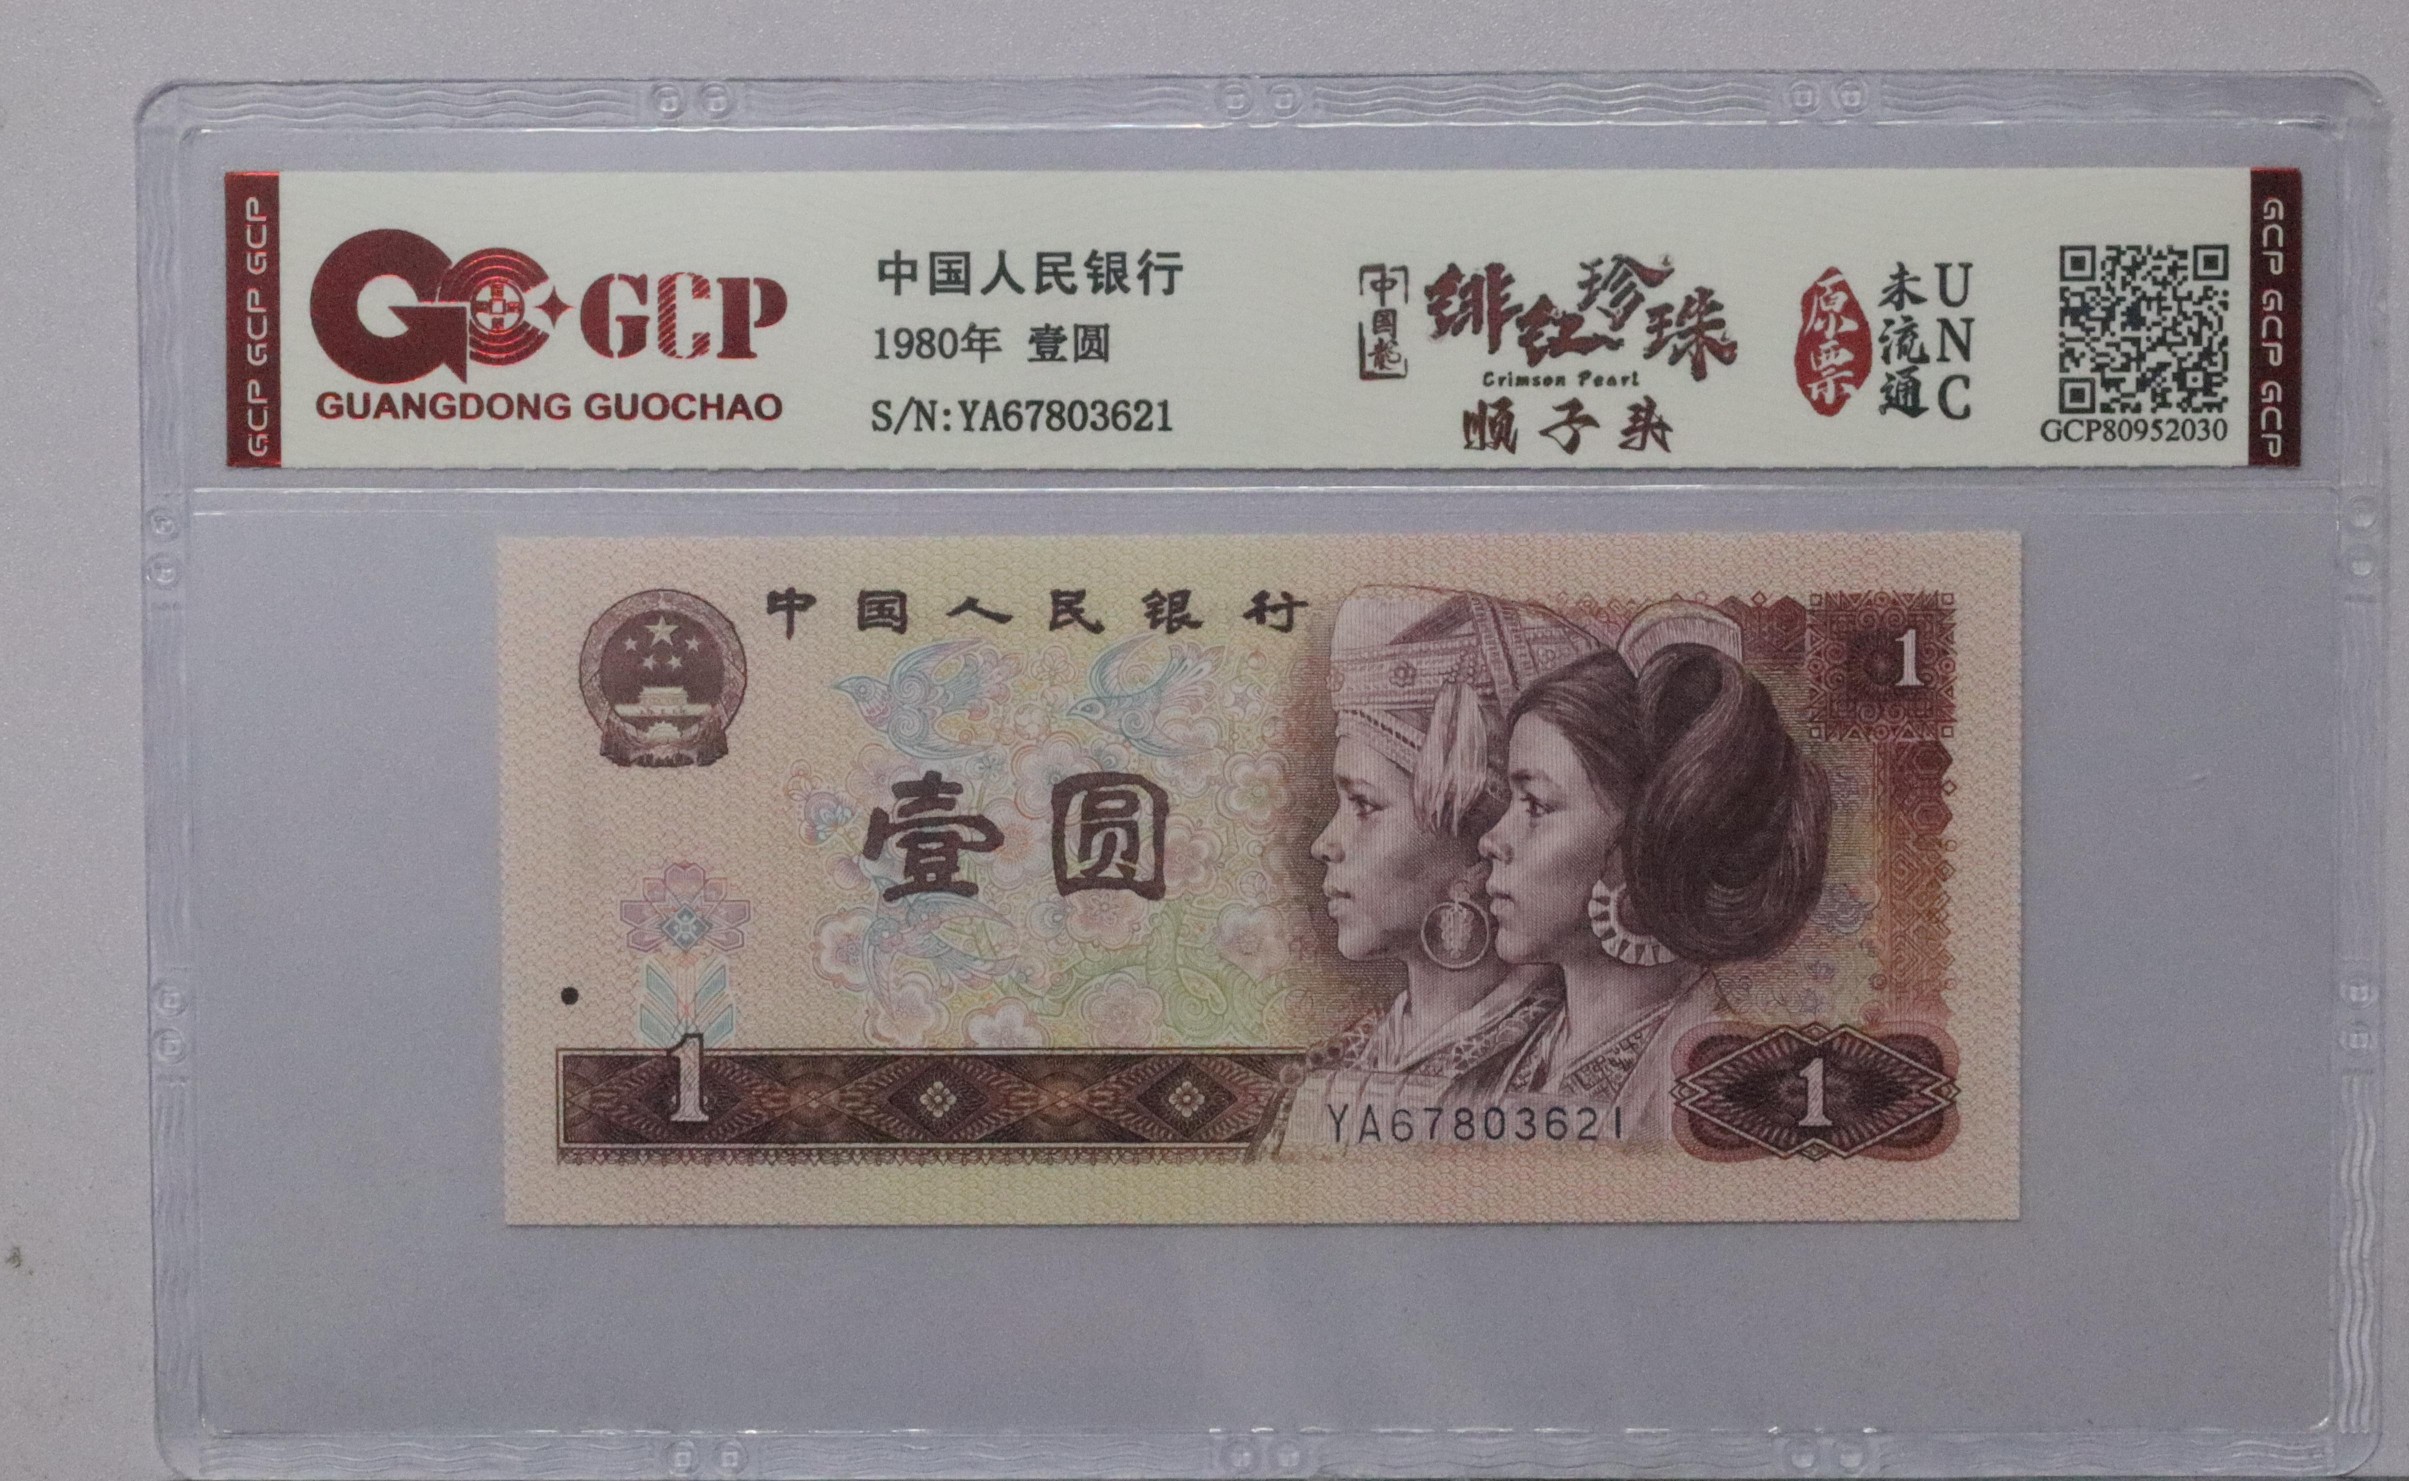 GCP GCP GCP
GCP
GUANGDONG GUOCHAO
中国人民银行
1980年 壹圆
S/N:YA67803621
中国龙
绯红珍珠
Crimson Pearl
顺子
原票
未流通
UNC
GCP80952030
GCP GCP GCP
中国人民银行
壹圆
1
1
1
YA67803621